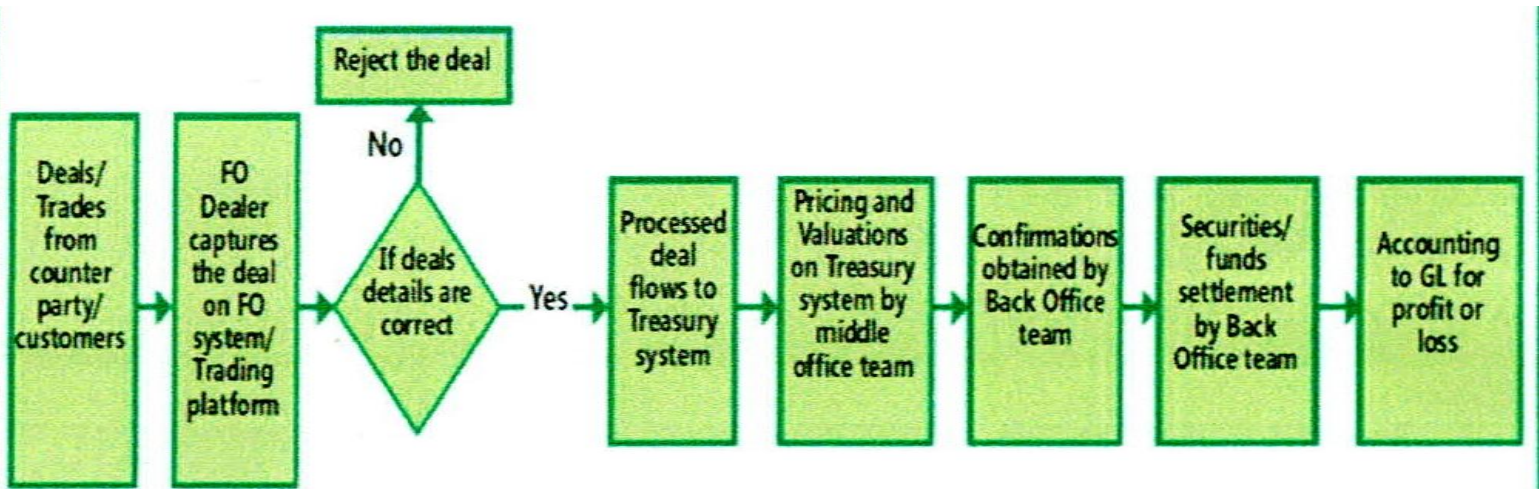 Reject the deal
No
Deals/
Trades
from
counter
party/
customers
FO
Dealer
captures
the deal
on FO
system/
Trading
platform
If deals
details are
correct
Yes
Processed
deal
flows to
Treasury
system
Pricing and
Valuations
on Treasury
system by
middle
office team
Confirmations
obtained by
Back Office
team
Securities/
funds
settlement
by Back
Office team
Accounting
to GL for
profit or
loss